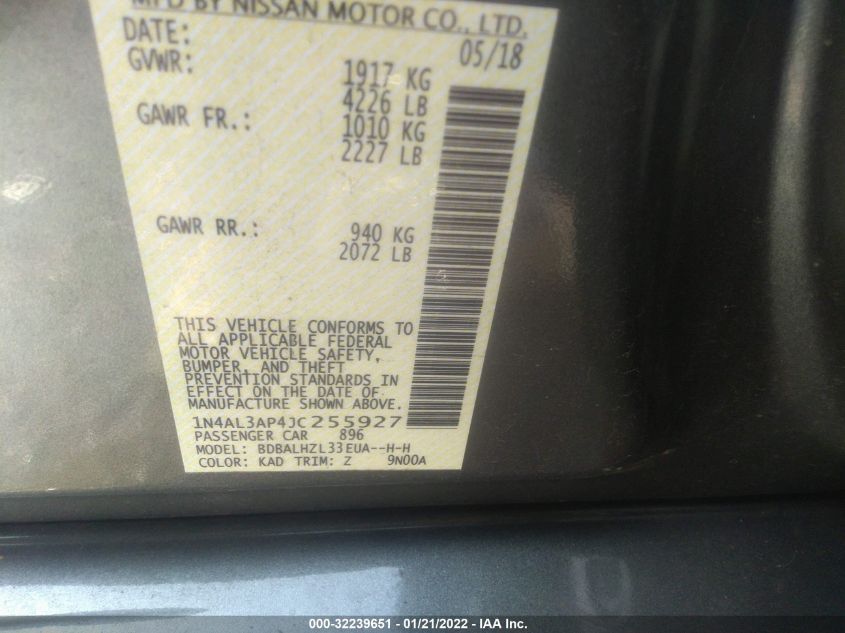 MFD BY NISSAN MOTOR CO., LTD.
DATE: 05/18
GVWR: 1917 KG
4226 LB
GAWR FR.: 1010 KG
2227 LB
GAWR RR.: 940 KG
2072 LB
THIS VEHICLE CONFORMS TO
ALL APPLICABLE FEDERAL
MOTOR VEHICLE SAFETY,
BUMPER, AND THEFT
PREVENTION STANDARDS IN
EFFECT ON THE DATE OF
MANUFACTURE SHOWN ABOVE.
1N4AL3AP4JC255927
PASSENGER CAR 896
MODEL: BDBALHZL33EUA--H-H
COLOR: KAD TRIM: Z 9N00A
000-32239651 — 01/21/2022 — IAA Inc.